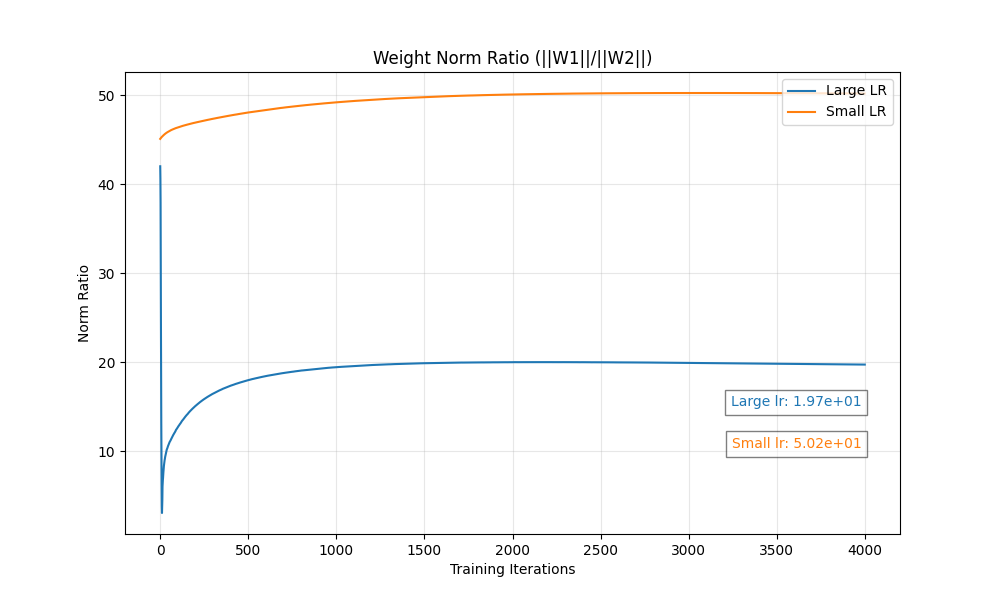 Weight Norm Ratio (||W1||/||W2||)
Large LR
Small LR
50
40
30
20
10
Norm Ratio
Large lr: 1.97e+01
Small lr: 5.02e+01
0 500 1000 1500 2000 2500 3000 3500 4000
Training Iterations